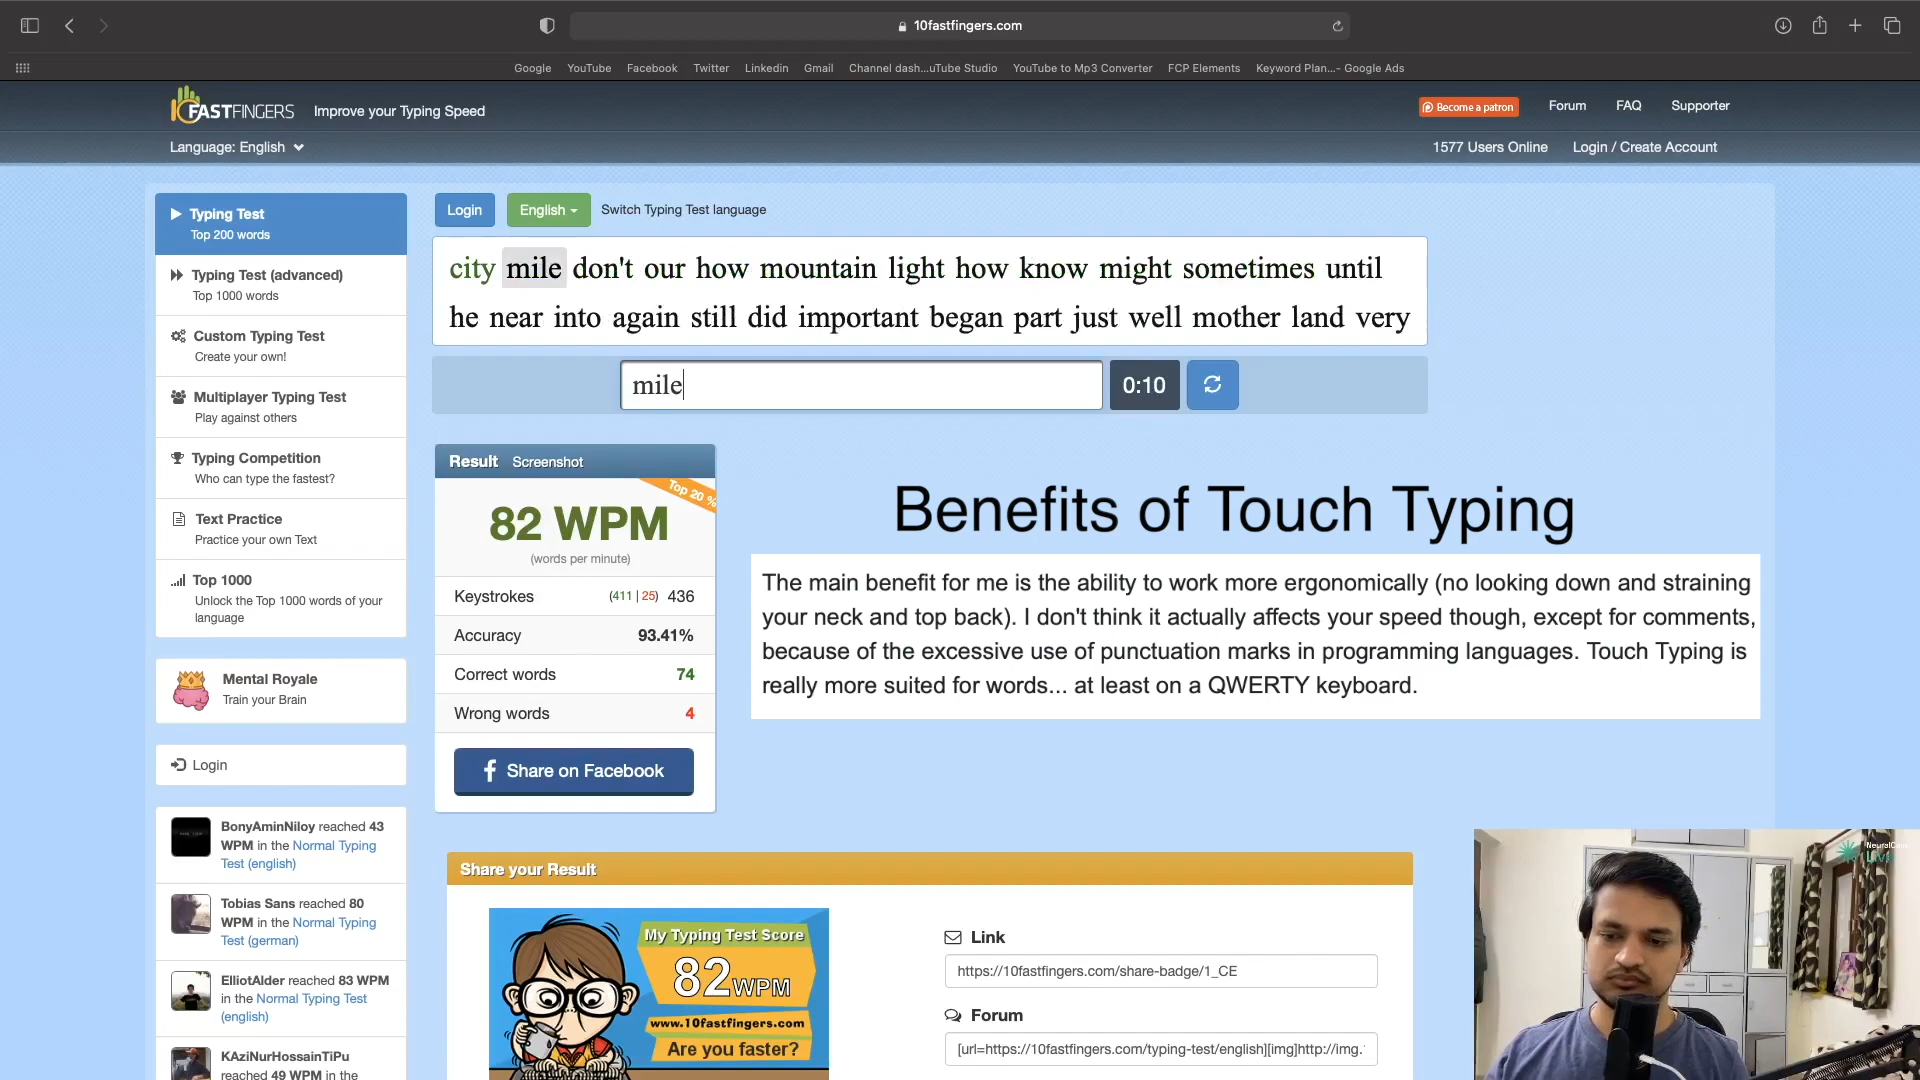 10fastfingers.com
Google YouTube Facebook Twitter Linkedin Gmail Channel dash...uTube Studio YouTube to Mp3 Converter FCP Elements Keyword Plan...- Google Ads
10FASTFINGERS Improve your Typing Speed
Become a patron Forum FAQ Supporter
Language: English
1577 Users Online Login / Create Account
Typing Test
Top 200 words
Typing Test (advanced)
Top 1000 words
Custom Typing Test
Create your own!
Multiplayer Typing Test
Play against others
Typing Competition
Who can type the fastest?
Text Practice
Practice your own Text
Top 1000
Unlock the Top 1000 words of your
language
Mental Royale
Train your Brain
Login
BonyAminNiloy reached 43
WPM in the Normal Typing
Test (english)
Tobias Sans reached 80
WPM in the Normal Typing
Test (german)
ElliotAlder reached 83 WPM
in the Normal Typing Test
(english)
KAziNurHossainTiPu
reached 49 WPM in the
Login English Switch Typing Test language
city mile don't our how mountain light how know might sometimes until
he near into again still did important began part just well mother land very
mile 0:10
Result Screenshot
Top 20 %
82 WPM
(words per minute)
Keystrokes (411 | 25) 436
Accuracy 93.41%
Correct words 74
Wrong words 4
Share on Facebook
Benefits of Touch Typing
The main benefit for me is the ability to work more ergonomically (no looking down and straining
your neck and top back). I don't think it actually affects your speed though, except for comments,
because of the excessive use of punctuation marks in programming languages. Touch Typing is
really more suited for words... at least on a QWERTY keyboard.
Share your Result
My Typing Test Score
82 WPM
www.10fastfingers.com
Are you faster?
Link
https://10fastfingers.com/share-badge/1_CE
Forum
[url=https://10fastfingers.com/typing-test/english][img]http://img.
Live